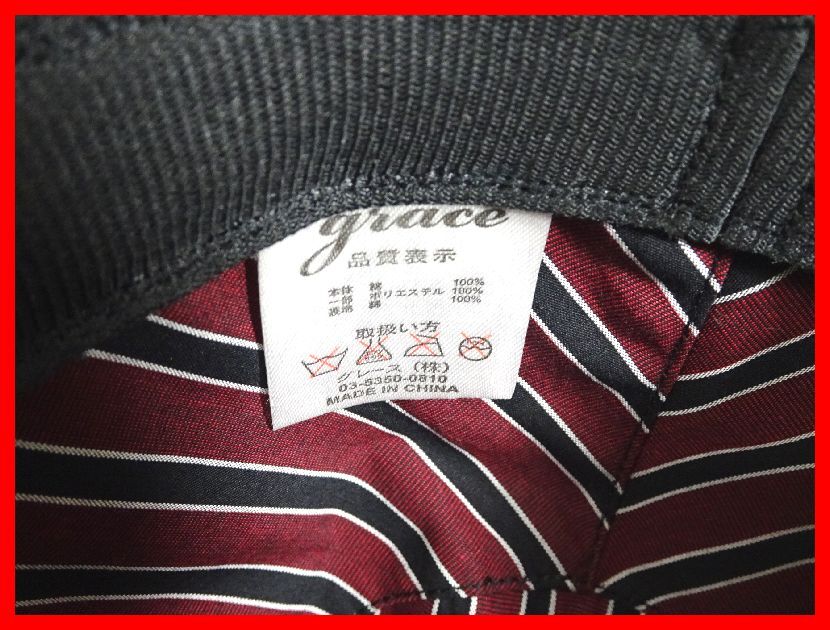 grace
品質表示
本体 綿 100%
一部 ポリエステル 100%
裏地 綿 100%
取扱い方
グレース（株）
03-5350-0810
MADE IN CHINA